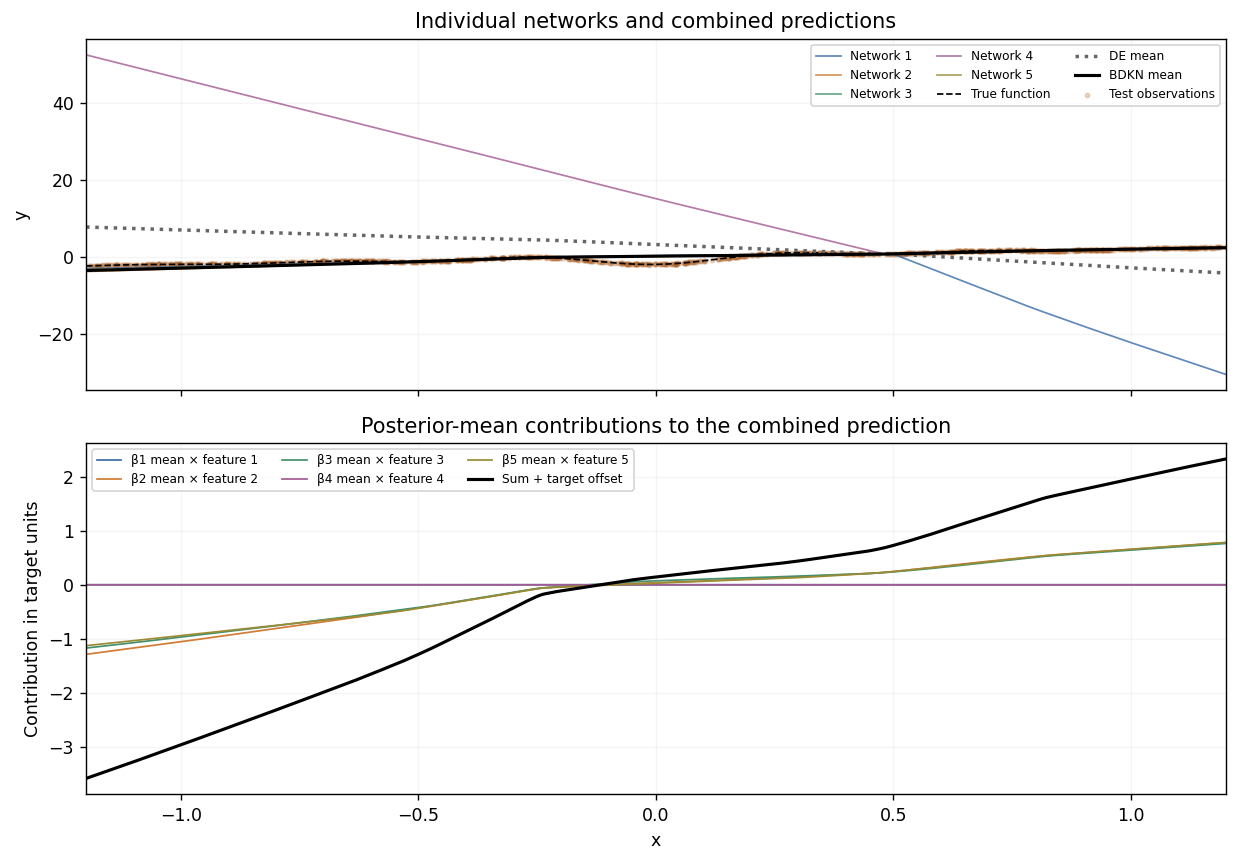 Individual networks and combined predictions
y
40
20
0
−20
Network 1
Network 2
Network 3
Network 4
Network 5
True function
DE mean
BDKN mean
Test observations
Posterior-mean contributions to the combined prediction
Contribution in target units
2
1
0
−1
−2
−3
β1 mean × feature 1
β2 mean × feature 2
β3 mean × feature 3
β4 mean × feature 4
β5 mean × feature 5
Sum + target offset
−1.0
−0.5
0.0
0.5
1.0
x